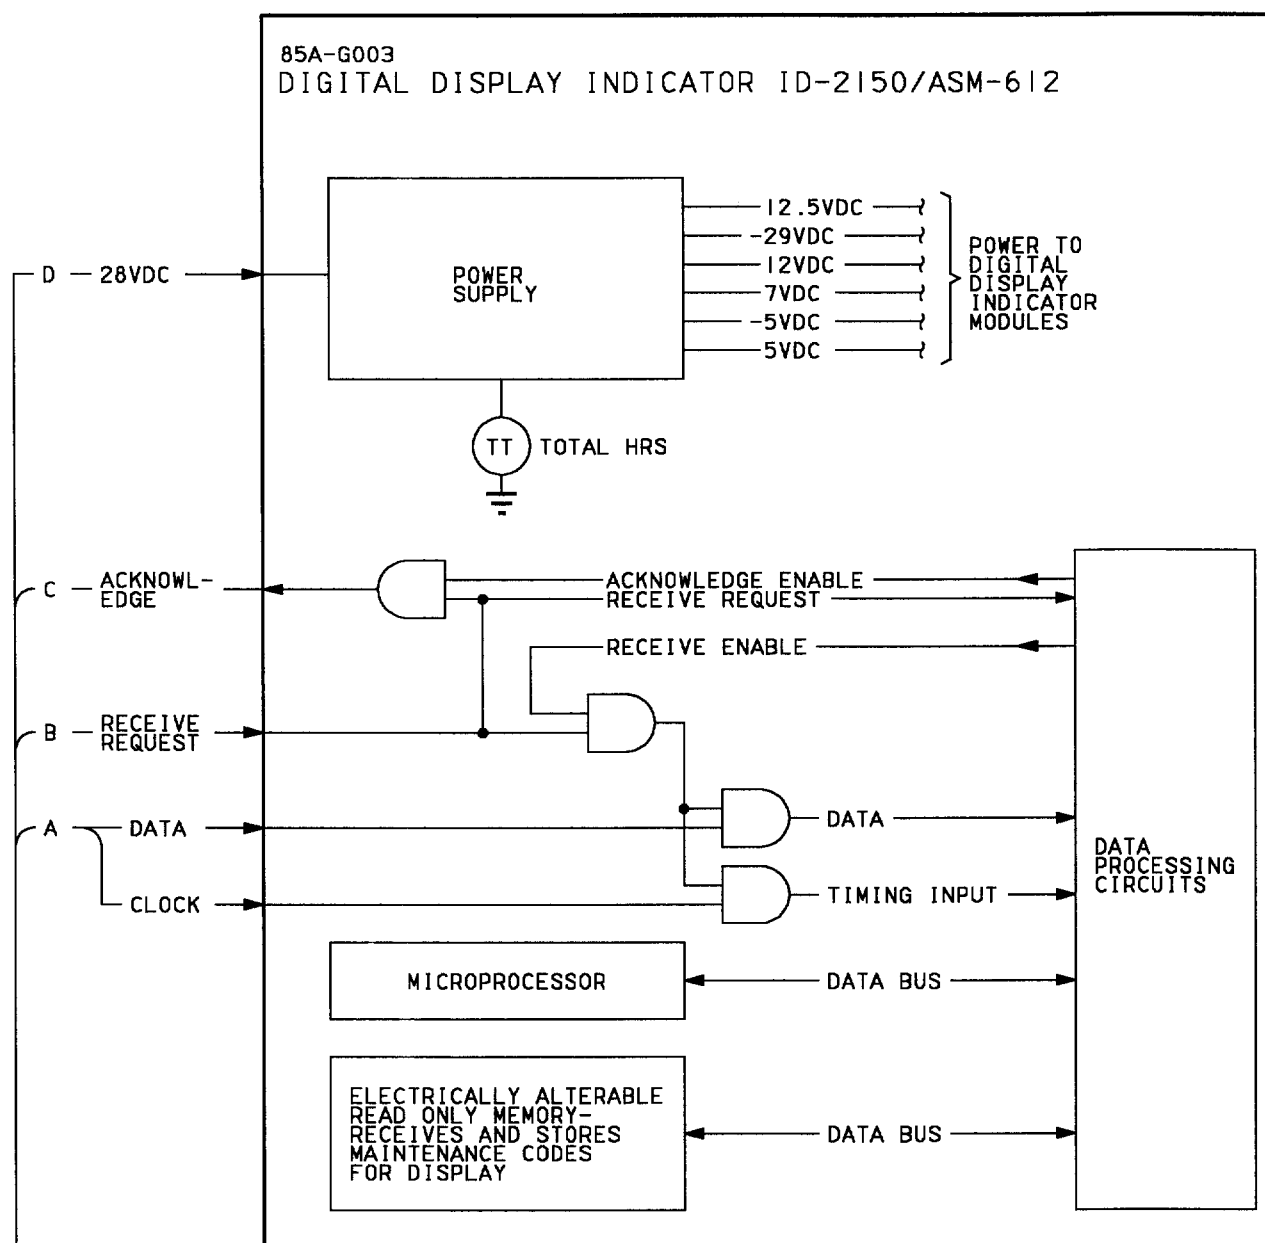 85A-G003
DIGITAL DISPLAY INDICATOR ID-2150/ASM-612
12.5VDC
-29VDC
12VDC
7VDC
-5VDC
5VDC
POWER TO
DIGITAL
DISPLAY
INDICATOR
MODULES
D
28VDC
POWER
SUPPLY
TT
TOTAL HRS
C
ACKNOWL-
EDGE
ACKNOWLEDGE ENABLE
RECEIVE REQUEST
RECEIVE ENABLE
B
RECEIVE
REQUEST
A
DATA
DATA
CLOCK
TIMING INPUT
DATA
PROCESSING
CIRCUITS
MICROPROCESSOR
DATA BUS
ELECTRICALLY ALTERABLE
READ ONLY MEMORY-
RECEIVES AND STORES
MAINTENANCE CODES
FOR DISPLAY
DATA BUS